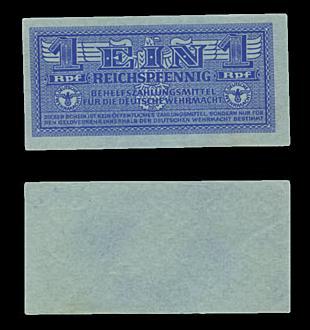 1 EIN 1
Rpf REICHSPFENNIG Rpf
BEHELFSZAHLUNGSMITTEL
FÜR DIE DEUTSCHE WEHRMACHT
DIESER SCHEIN IST KEIN ÖFFENTLICHES ZAHLUNGSMITTEL, SONDERN NUR FÜR
DEN GELDVERKEHR INNERHALB DER DEUTSCHEN WEHRMACHT BESTIMMT